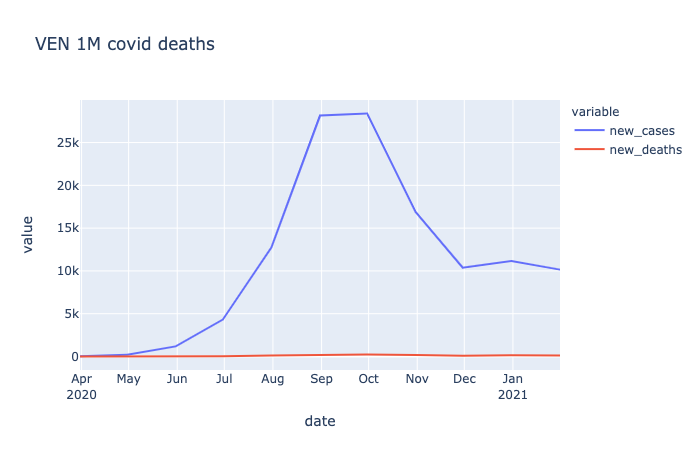 VEN 1M covid deaths
variable
new_cases
new_deaths
value
25k
20k
15k
10k
5k
0
Apr May Jun Jul Aug Sep Oct Nov Dec Jan
2020 2021
date